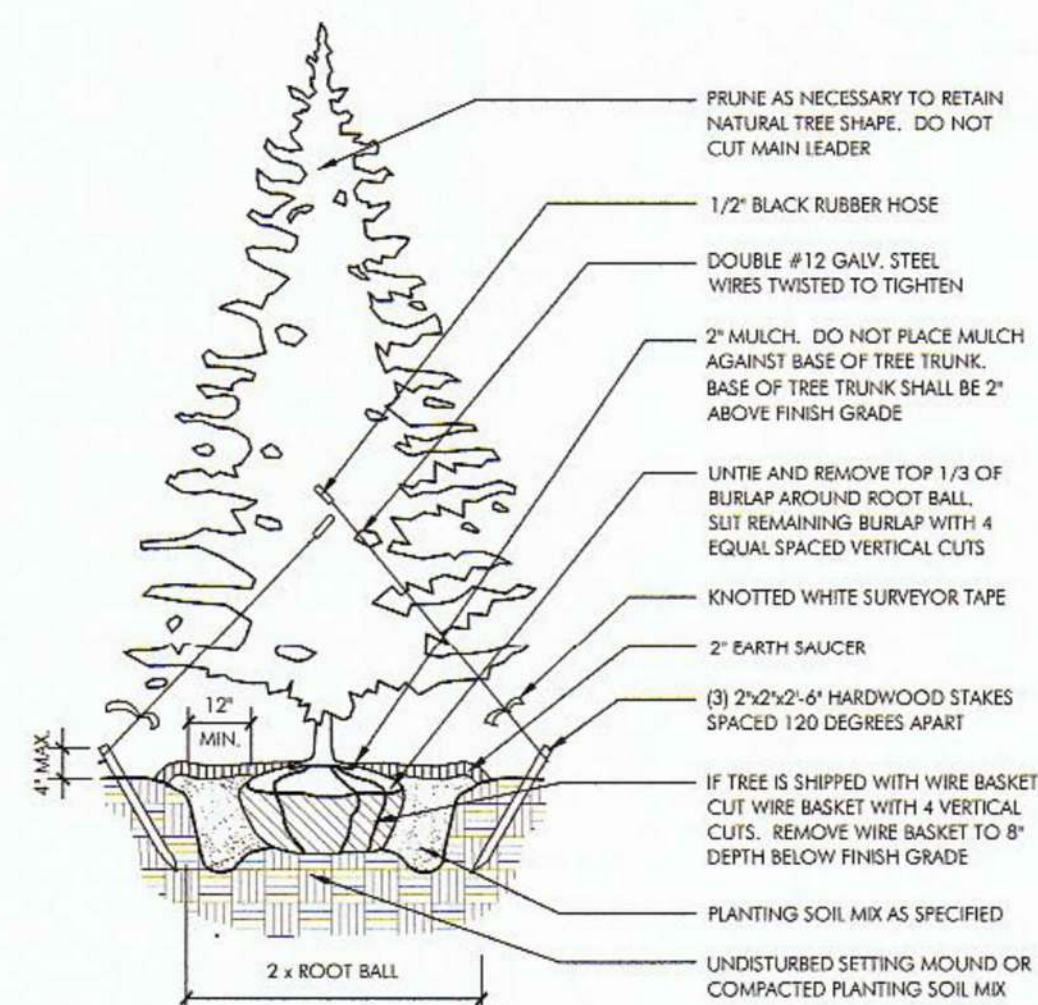 PRUNE AS NECESSARY TO RETAIN
NATURAL TREE SHAPE. DO NOT
CUT MAIN LEADER
1/2" BLACK RUBBER HOSE
DOUBLE #12 GALV. STEEL
WIRES TWISTED TO TIGHTEN
2" MULCH. DO NOT PLACE MULCH
AGAINST BASE OF TREE TRUNK.
BASE OF TREE TRUNK SHALL BE 2"
ABOVE FINISH GRADE
UNTIE AND REMOVE TOP 1/3 OF
BURLAP AROUND ROOT BALL,
SLIT REMAINING BURLAP WITH 4
EQUAL SPACED VERTICAL CUTS
KNOTTED WHITE SURVEYOR TAPE
2" EARTH SAUCER
(3) 2"x2"x2'-6" HARDWOOD STAKES
SPACED 120 DEGREES APART
12"
MIN.
4" MAX.
IF TREE IS SHIPPED WITH WIRE BASKET
CUT WIRE BASKET WITH 4 VERTICAL
CUTS. REMOVE WIRE BASKET TO 8"
DEPTH BELOW FINISH GRADE
PLANTING SOIL MIX AS SPECIFIED
UNDISTURBED SETTING MOUND OR
COMPACTED PLANTING SOIL MIX
2 x ROOT BALL